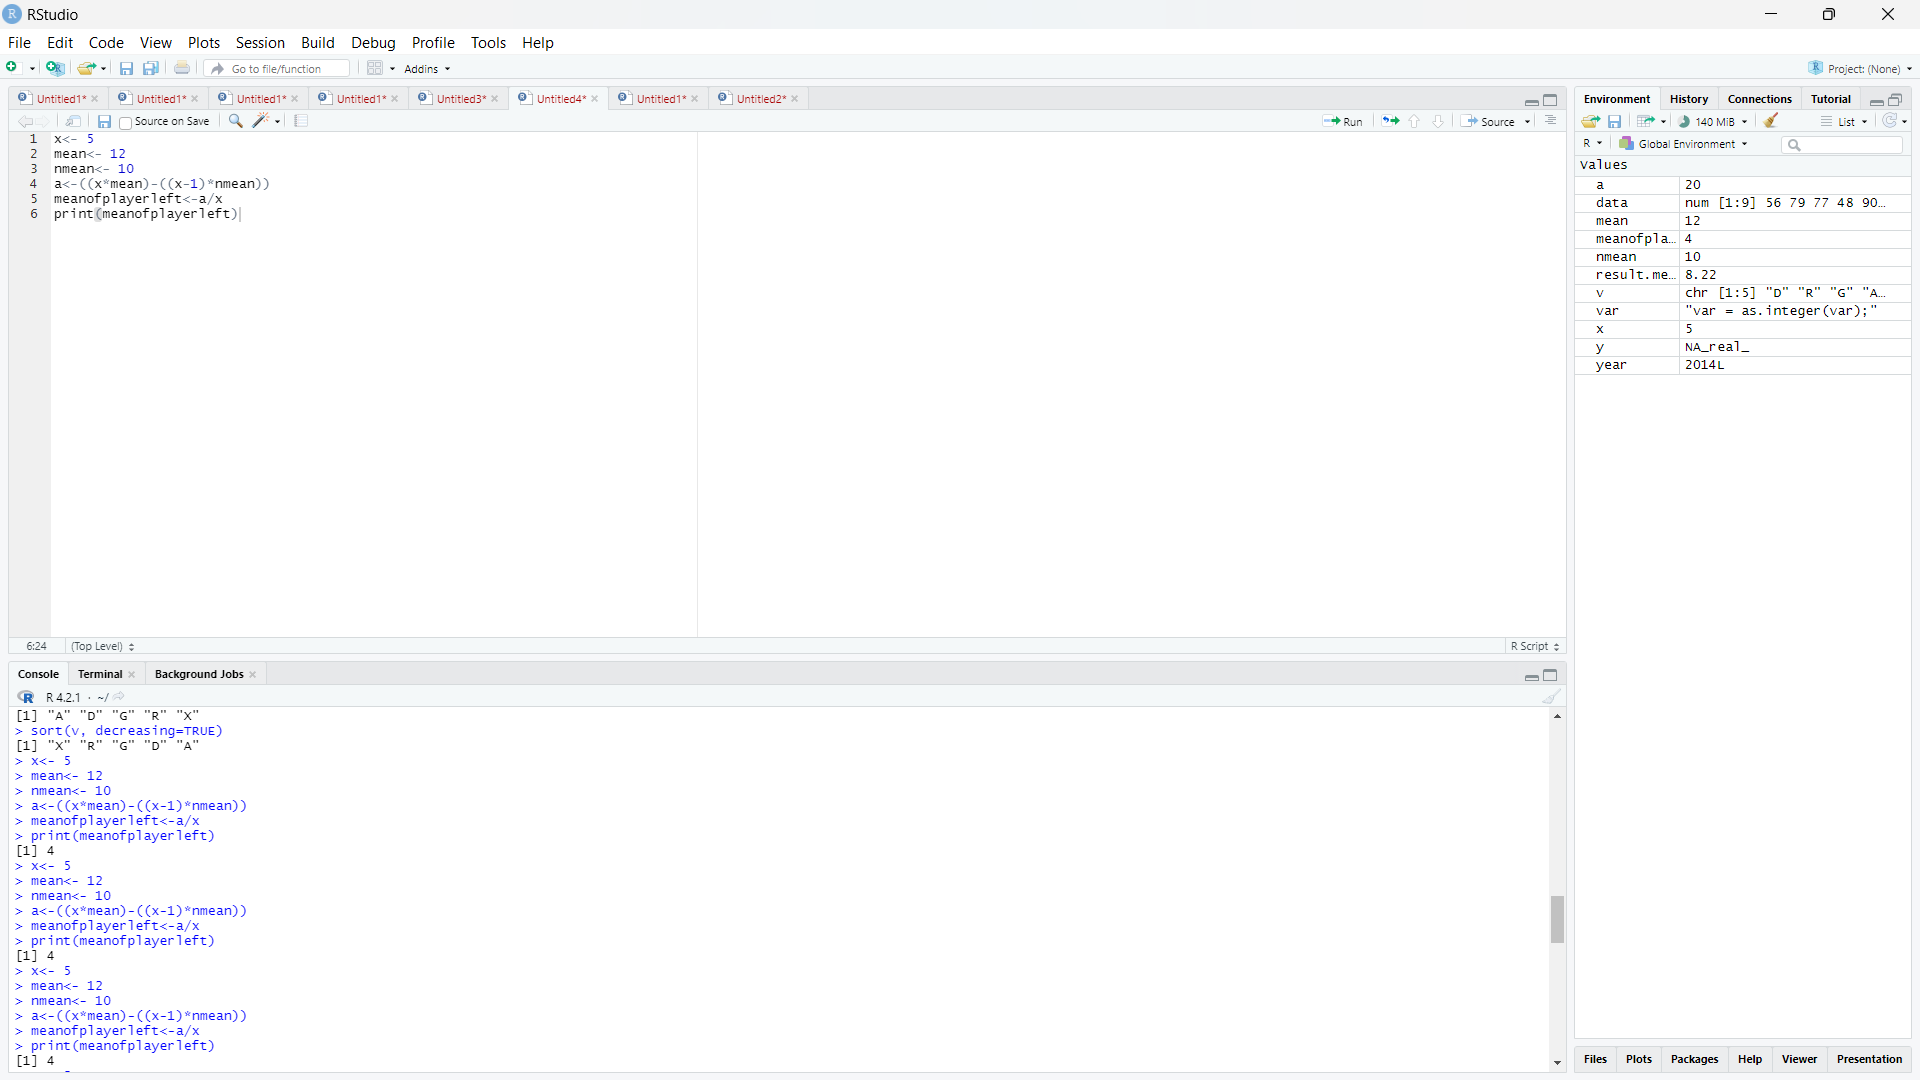 RStudio
File Edit Code View Plots Session Build Debug Profile Tools Help
Go to file/function Addins Project: (None)
Untitled1* Untitled1* Untitled1* Untitled1* Untitled3* Untitled4* Untitled1* Untitled2*
Source on Save Run Source
1 x<- 5
2 mean<- 12
3 nmean<- 10
4 a<-((x*mean)-((x-1)*nmean))
5 meanofplayerleft<-a/x
6 print(meanofplayerleft)
6:24 (Top Level) R Script
Console Terminal Background Jobs
R 4.2.1 · ~/
[1] "A" "D" "G" "R" "X"
> sort(v, decreasing=TRUE)
[1] "X" "R" "G" "D" "A"
> x<- 5
> mean<- 12
> nmean<- 10
> a<-((x*mean)-((x-1)*nmean))
> meanofplayerleft<-a/x
> print(meanofplayerleft)
[1] 4
> x<- 5
> mean<- 12
> nmean<- 10
> a<-((x*mean)-((x-1)*nmean))
> meanofplayerleft<-a/x
> print(meanofplayerleft)
[1] 4
> x<- 5
> mean<- 12
> nmean<- 10
> a<-((x*mean)-((x-1)*nmean))
> meanofplayerleft<-a/x
> print(meanofplayerleft)
[1] 4
Environment History Connections Tutorial
140 MiB List
R Global Environment
Values
a 20
data num [1:9] 56 79 77 48 90...
mean 12
meanofpla... 4
nmean 10
result.me... 8.22
v chr [1:5] "D" "R" "G" "A...
var "var = as.integer(var);"
x 5
y NA_real_
year 2014L
Files Plots Packages Help Viewer Presentation